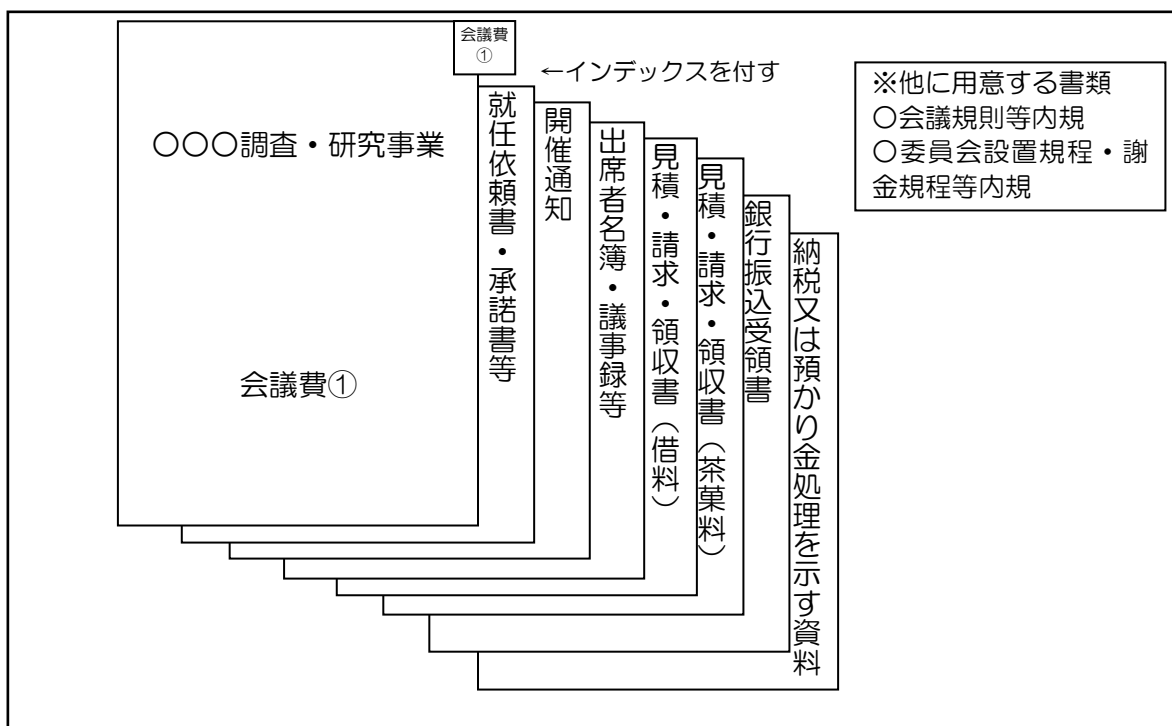 会議費
①
←インデックスを付す
〇〇〇調査・研究事業
会議費①
就任依頼書・承諾書等
開催通知
出席者名簿・議事録等
見積・請求・領収書（借料）
見積・請求・領収書（茶菓料）
銀行振込受領書
納税又は預かり金処理を示す資料
※他に用意する書類
〇会議規則等内規
〇委員会設置規程・謝
金規程等内規